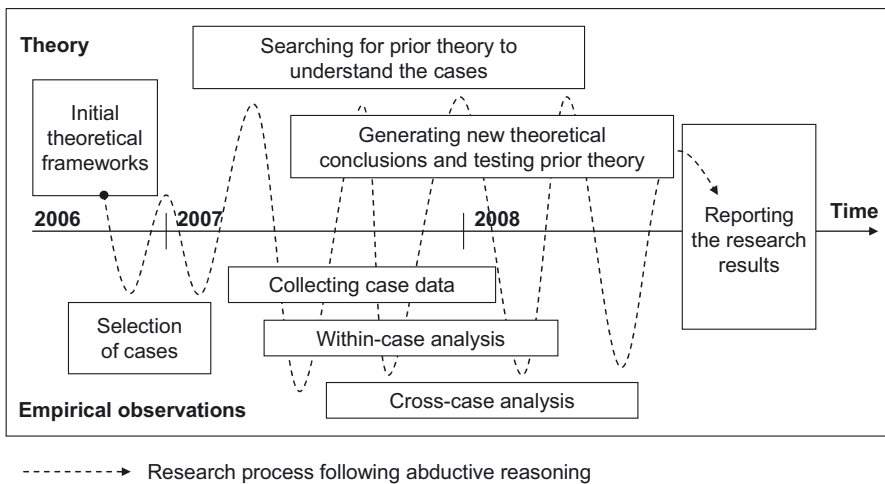 Theory
Searching for prior theory to
understand the cases
Initial
theoretical
frameworks
Generating new theoretical
conclusions and testing prior theory
2006
2007
2008
Time
Reporting
the research
results
Collecting case data
Selection
of cases
Within-case analysis
Cross-case analysis
Empirical observations
Research process following abductive reasoning